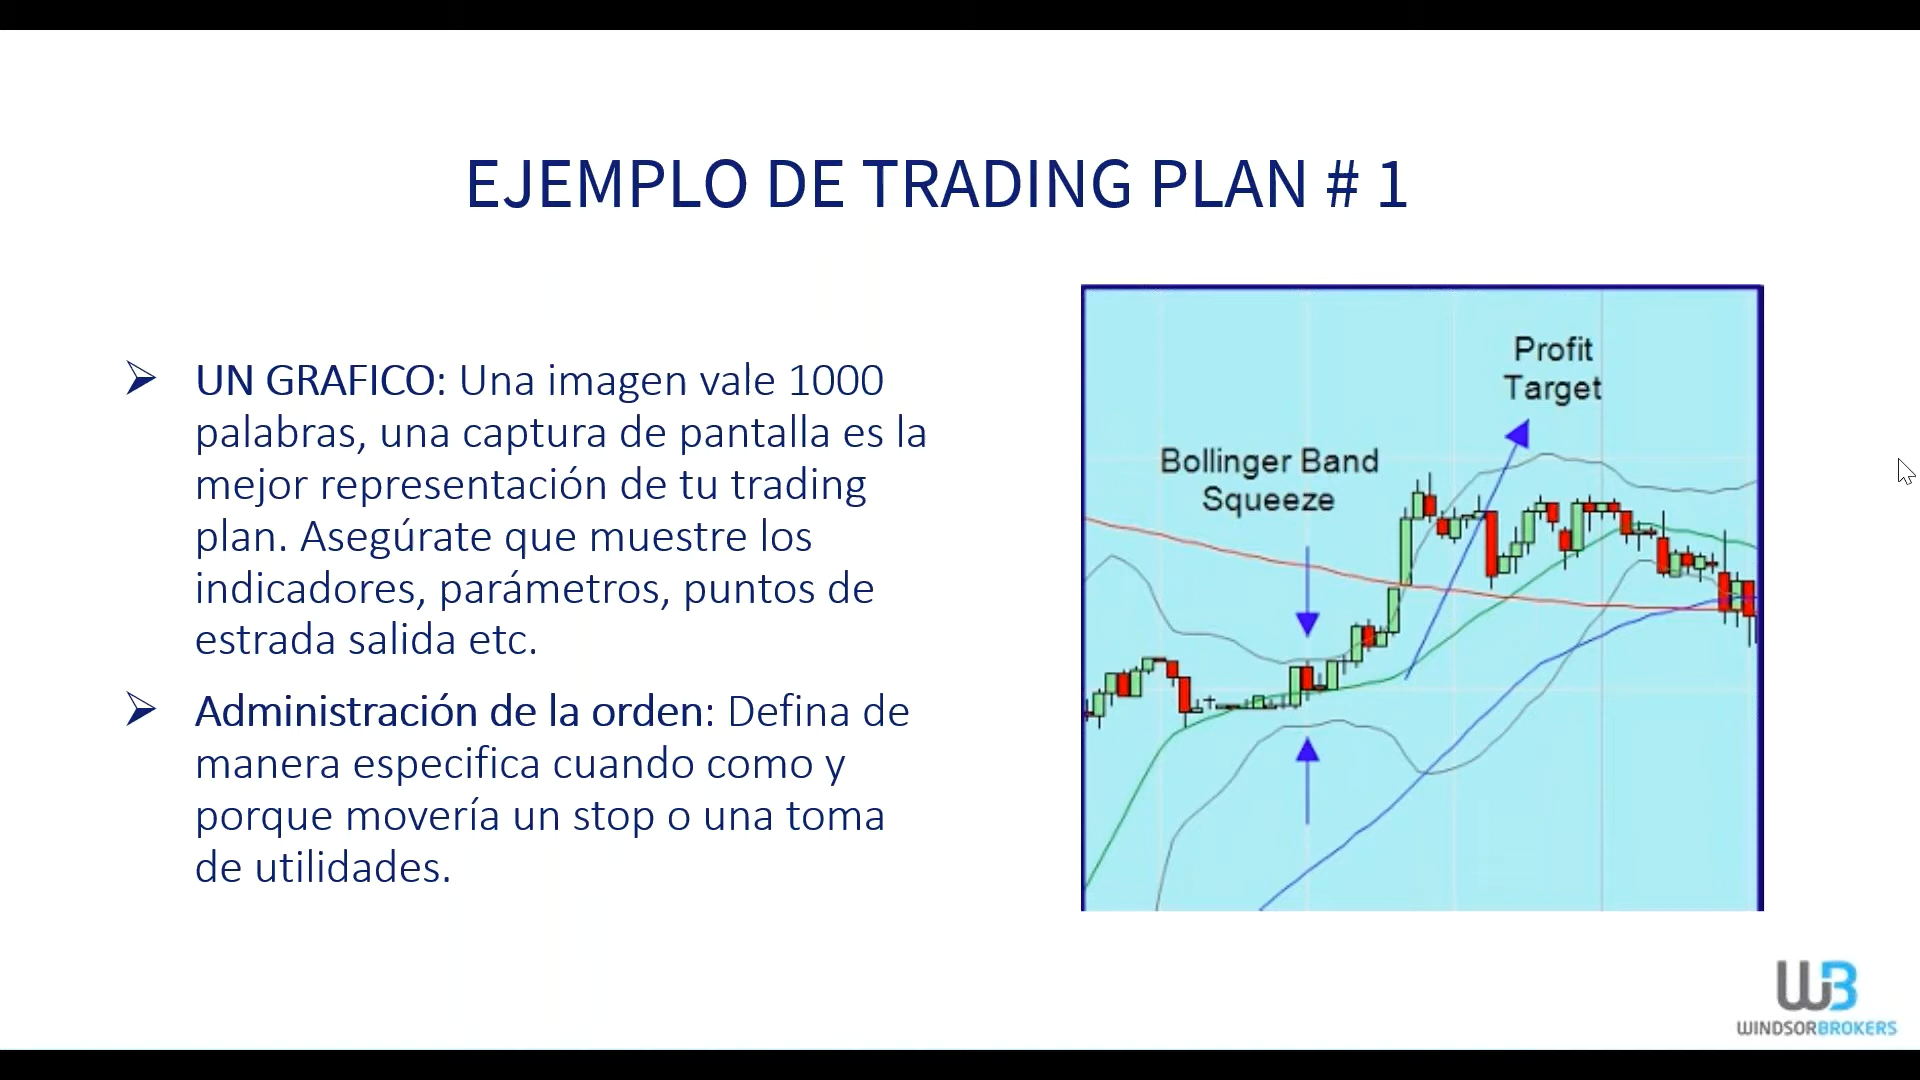 EJEMPLO DE TRADING PLAN # 1
UN GRAFICO: Una imagen vale 1000
palabras, una captura de pantalla es la
mejor representación de tu trading
plan. Asegúrate que muestre los
indicadores, parámetros, puntos de
estrada salida etc.
Administración de la orden: Defina de
manera especifica cuando como y
porque movería un stop o una toma
de utilidades.
Profit
Target
Bollinger Band
Squeeze
WB
WINDSORBROKERS